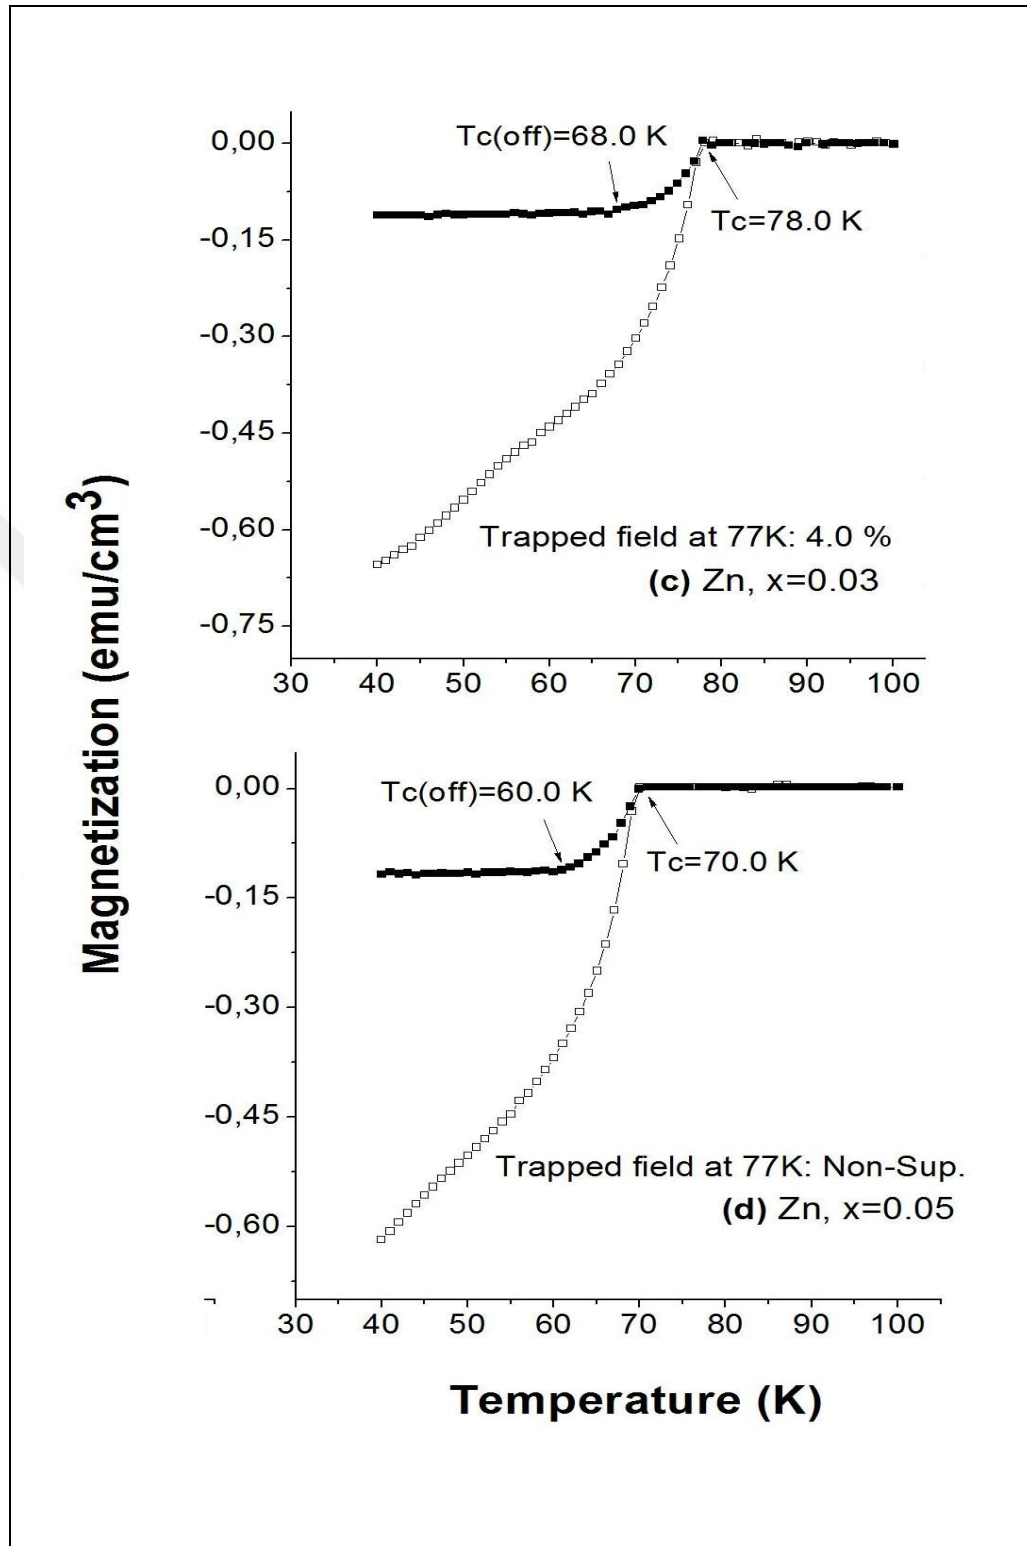 0,00
Tc(off)=68.0 K
Tc=78.0 K
-0,15
-0,30
-0,45
-0,60
-0,75
Trapped field at 77K: 4.0 %
(c) Zn, x=0.03
30 40 50 60 70 80 90 100
Magnetization (emu/cm³)
0,00
Tc(off)=60.0 K
Tc=70.0 K
-0,15
-0,30
-0,45
-0,60
Trapped field at 77K: Non-Sup.
(d) Zn, x=0.05
30 40 50 60 70 80 90 100
Temperature (K)